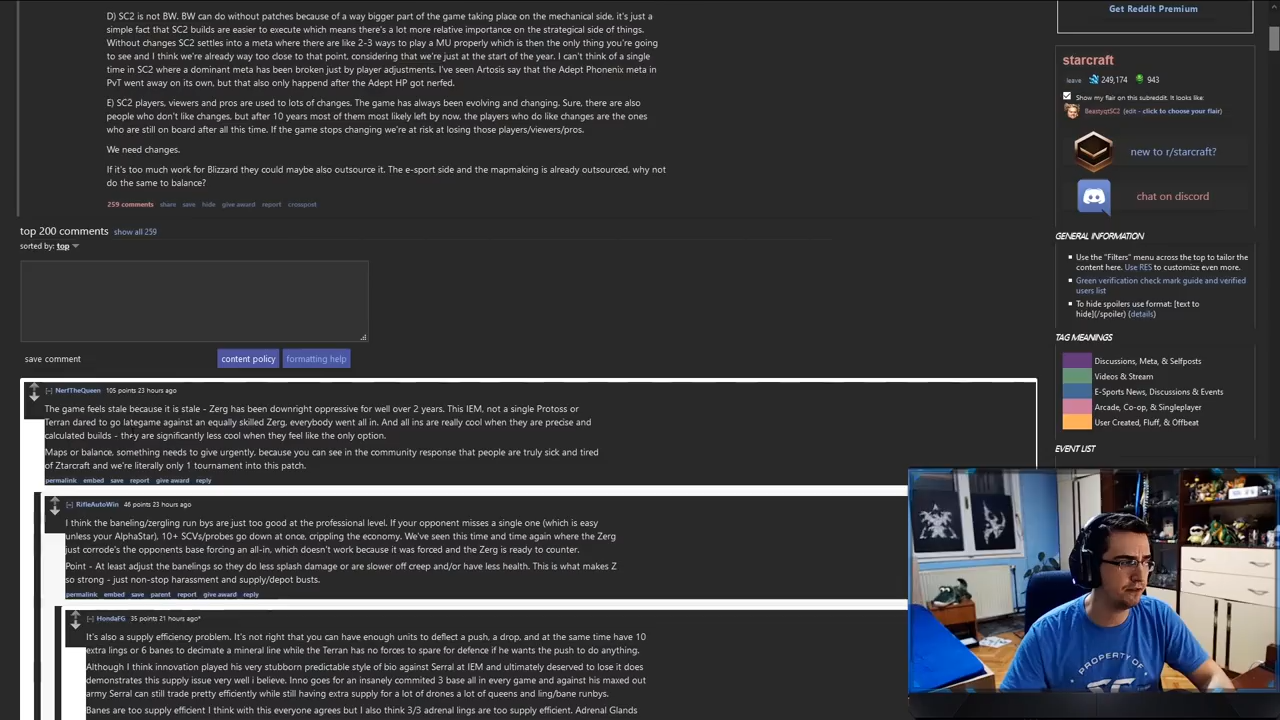 D) SC2 is not BW. BW can do without patches because of a way bigger part of the game taking place on the mechanical side, it's just a
simple fact that SC2 builds are easier to execute which means there's a lot more relative importance on the strategical side of things.
Without changes SC2 settles into a meta where there are like 2-3 ways to play a MU properly which is then the only thing you're going
to see and I think we're already way too close to that point, considering that we're just at the start of the year. I can't think of a single
time in SC2 where a dominant meta has been broken just by player adjustments. I've seen Artosis say that the Adept Phonenix meta in
PvT went away on its own, but that also only happend after the Adept HP got nerfed.
E) SC2 players, viewers and pros are used to lots of changes. The game has always been evolving and changing. Sure, there are also
people who don't like changes, but after 10 years most of them most likely left by now, the players who do like changes are the ones
who are still on board after all this time. If the game stops changing we're at risk at losing those players/viewers/pros.
We need changes.
If it's too much work for Blizzard they could maybe also outsource it. The e-sport side and the mapmaking is already outsourced, why not
do the same to balance?
259 comments share save hide give award report crosspost
top 200 comments show all 259
sorted by: top
save comment
content policy
formatting help
[-] NerfTheQueen 105 points 23 hours ago
The game feels stale because it is stale - Zerg has been downright oppressive for well over 2 years. This IEM, not a single Protoss or
Terran dared to go lategame against an equally skilled Zerg, everybody went all in. And all ins are really cool when they are precise and
calculated builds - they are significantly less cool when they feel like the only option.
Maps or balance, something needs to give urgently, because you can see in the community response that people are truly sick and tired
of Ztarcraft and we're literally only 1 tournament into this patch.
permalink embed save report give award reply
[-] RifleAutoWin 46 points 23 hours ago
I think the baneling/zergling run bys are just too good at the professional level. If your opponent misses a single one (which is easy
unless your AlphaStar), 10+ SCVs/probes go down at once, crippling the economy. We've seen this time and time again where the Zerg
just corrode's the opponents base forcing an all-in, which doesn't work because it was forced and the Zerg is ready to counter.
Point - At least adjust the banelings so they do less splash damage or are slower off creep and/or have less health. This is what makes Z
so strong - just non-stop harassment and supply/depot busts.
permalink embed save parent report give award reply
[-] HondaFG 35 points 21 hours ago*
It's also a supply efficiency problem. It's not right that you can have enough units to deflect a push, a drop, and at the same time have 10
extra lings or 6 banes to decimate a mineral line while the Terran has no forces to spare for defence if he wants the push to do anything.
Although I think innovation played his very stubborn predictable style of bio against Serral at IEM and ultimately deserved to lose it does
demonstrates this supply issue very well i believe. Inno goes for an insanely commited 3 base all in every game and against his maxed out
army Serral can still trade pretty efficiently while still having extra supply for a lot of drones a lot of queens and ling/bane runbys.
Banes are too supply efficient I think with this everyone agrees but I also think 3/3 adrenal lings are too supply efficient. Adrenal Glands
Get Reddit Premium
starcraft
leave 249,174 943
Show my flair on this subreddit. It looks like:
BeastyqtSC2 (edit - click to choose your flair)
new to r/starcraft?
chat on discord
GENERAL INFORMATION
Use the "Filters" menu across the top to tailor the
content here. Use RES to customize even more.
Green verification check mark guide and verified
users list
To hide spoilers use format: [text to
hide](/spoiler) (details)
TAG MEANINGS
Discussions, Meta, & Selfposts
Videos & Stream
E-Sports News, Discussions & Events
Arcade, Co-op, & Singleplayer
User Created, Fluff, & Offbeat
EVENT LIST
PROPERTY OF